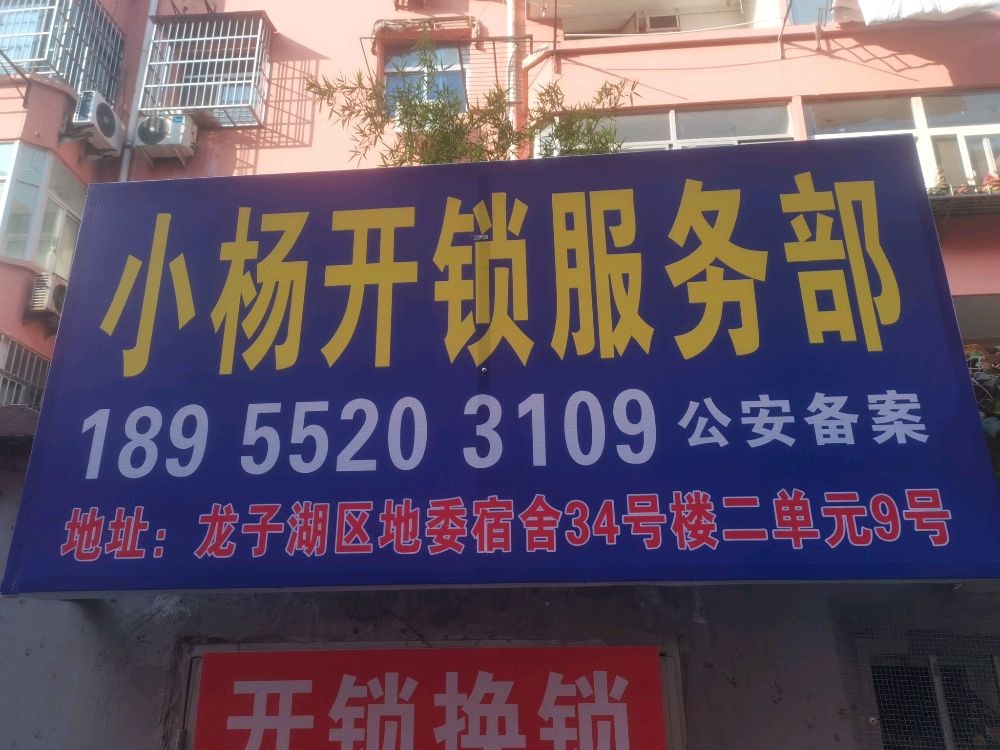 小杨开锁服务部
189 5520 3109 公安备案
地址：龙子湖区地委宿舍34号楼二单元9号
开锁换锁